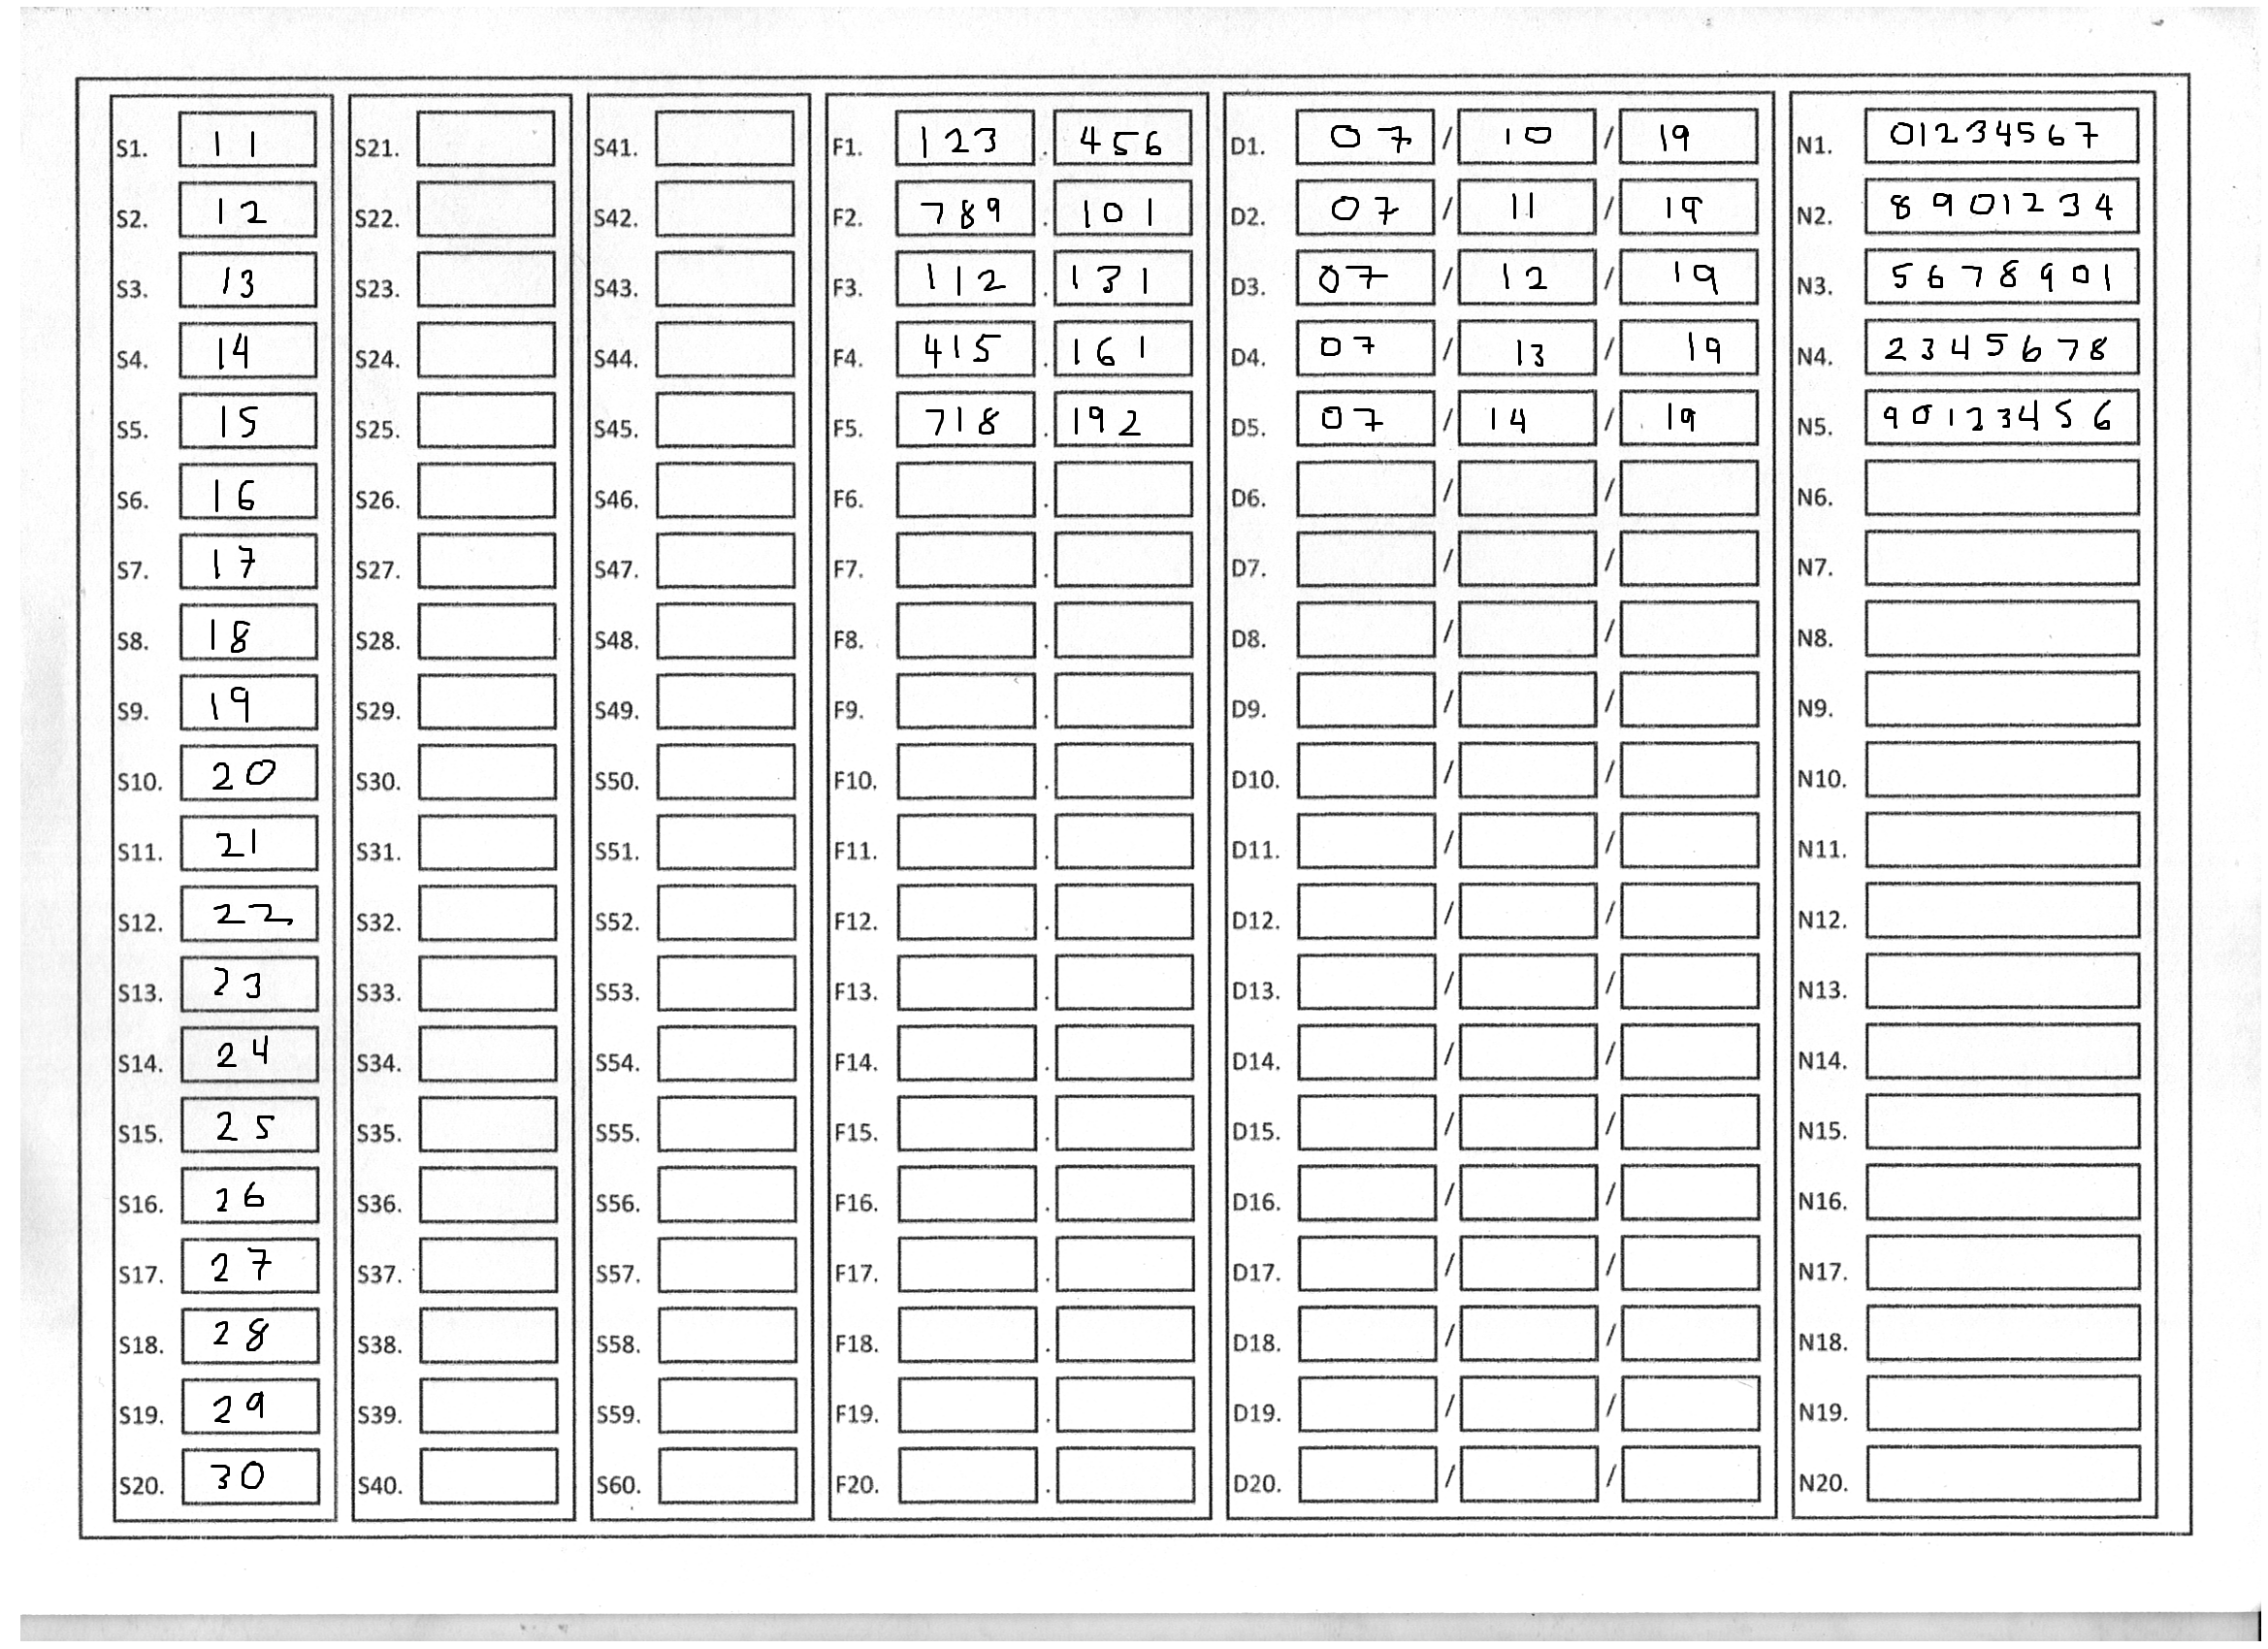 S1. 11 S21. S41. F1. 123 . 456 D1. 07 / 10 / 19 N1. 01234567
S2. 12 S22. S42. F2. 789 . 101 D2. 07 / 11 / 19 N2. 8901234
S3. 13 S23. S43. F3. 112 . 131 D3. 07 / 12 / 19 N3. 5678901
S4. 14 S24. S44. F4. 415 . 161 D4. 07 / 13 / 19 N4. 2345678
S5. 15 S25. S45. F5. 718 . 192 D5. 07 / 14 / 19 N5. 90123456
S6. 16 S26. S46. F6. . D6. / / N6.
S7. 17 S27. S47. F7. . D7. / / N7.
S8. 18 S28. S48. F8. . D8. / / N8.
S9. 19 S29. S49. F9. . D9. / / N9.
S10. 20 S30. S50. F10. . D10. / / N10.
S11. 21 S31. S51. F11. . D11. / / N11.
S12. 22 S32. S52. F12. . D12. / / N12.
S13. 23 S33. S53. F13. . D13. / / N13.
S14. 24 S34. S54. F14. . D14. / / N14.
S15. 25 S35. S55. F15. . D15. / / N15.
S16. 26 S36. S56. F16. . D16. / / N16.
S17. 27 S37. S57. F17. . D17. / / N17.
S18. 28 S38. S58. F18. . D18. / / N18.
S19. 29 S39. S59. F19. . D19. / / N19.
S20. 30 S40. S60. F20. . D20. / / N20.